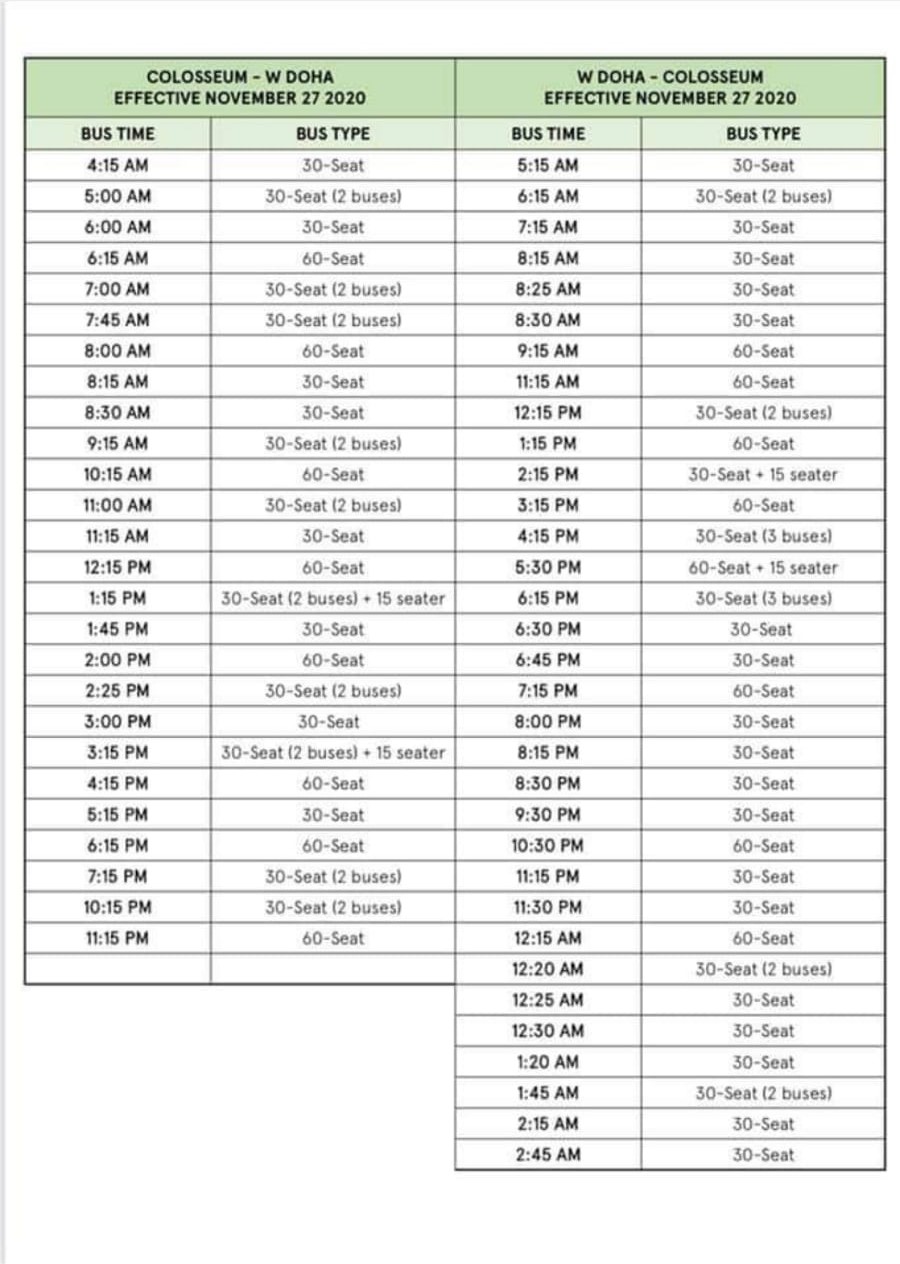 COLOSSEUM - W DOHA
EFFECTIVE NOVEMBER 27 2020
BUS TIME BUS TYPE
4:15 AM 30-Seat
5:00 AM 30-Seat (2 buses)
6:00 AM 30-Seat
6:15 AM 60-Seat
7:00 AM 30-Seat (2 buses)
7:45 AM 30-Seat (2 buses)
8:00 AM 60-Seat
8:15 AM 30-Seat
8:30 AM 30-Seat
9:15 AM 30-Seat (2 buses)
10:15 AM 60-Seat
11:00 AM 30-Seat (2 buses)
11:15 AM 30-Seat
12:15 PM 60-Seat
1:15 PM 30-Seat (2 buses) + 15 seater
1:45 PM 30-Seat
2:00 PM 60-Seat
2:25 PM 30-Seat (2 buses)
3:00 PM 30-Seat
3:15 PM 30-Seat (2 buses) + 15 seater
4:15 PM 60-Seat
5:15 PM 30-Seat
6:15 PM 60-Seat
7:15 PM 30-Seat (2 buses)
10:15 PM 30-Seat (2 buses)
11:15 PM 60-Seat
W DOHA - COLOSSEUM
EFFECTIVE NOVEMBER 27 2020
BUS TIME BUS TYPE
5:15 AM 30-Seat
6:15 AM 30-Seat (2 buses)
7:15 AM 30-Seat
8:15 AM 30-Seat
8:25 AM 30-Seat
8:30 AM 30-Seat
9:15 AM 60-Seat
11:15 AM 60-Seat
12:15 PM 30-Seat (2 buses)
1:15 PM 60-Seat
2:15 PM 30-Seat + 15 seater
3:15 PM 60-Seat
4:15 PM 30-Seat (3 buses)
5:30 PM 60-Seat + 15 seater
6:15 PM 30-Seat (3 buses)
6:30 PM 30-Seat
6:45 PM 30-Seat
7:15 PM 60-Seat
8:00 PM 30-Seat
8:15 PM 30-Seat
8:30 PM 30-Seat
9:30 PM 30-Seat
10:30 PM 60-Seat
11:15 PM 30-Seat
11:30 PM 30-Seat
12:15 AM 60-Seat
12:20 AM 30-Seat (2 buses)
12:25 AM 30-Seat
12:30 AM 30-Seat
1:20 AM 30-Seat
1:45 AM 30-Seat (2 buses)
2:15 AM 30-Seat
2:45 AM 30-Seat